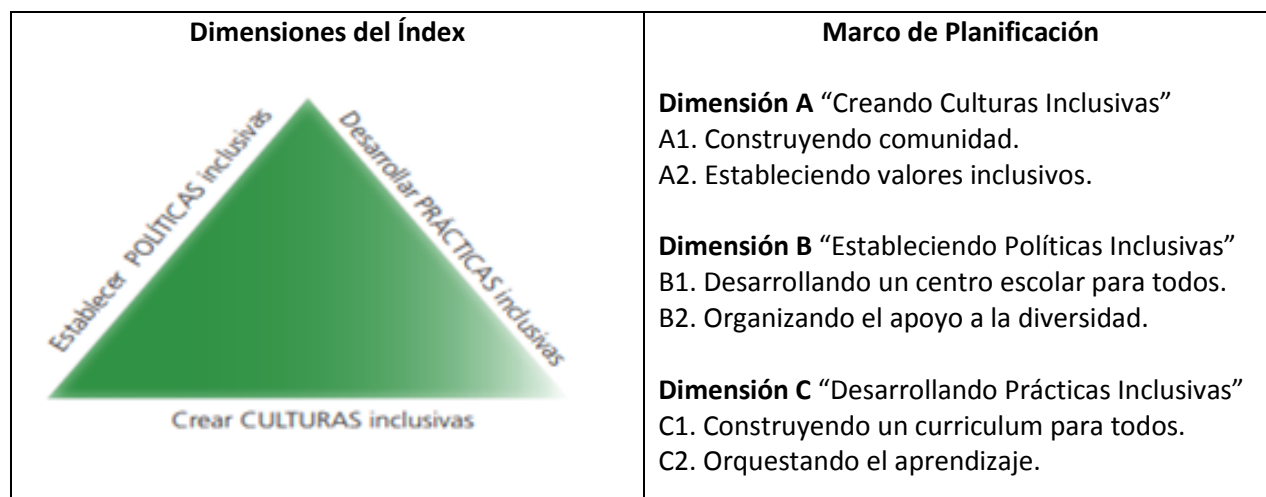 Dimensiones del Índex
Establecer POLÍTICAS inclusivas
Desarrollar PRÁCTICAS inclusivas
Crear CULTURAS inclusivas
Marco de Planificación
Dimensión A “Creando Culturas Inclusivas”
A1. Construyendo comunidad.
A2. Estableciendo valores inclusivos.
Dimensión B “Estableciendo Políticas Inclusivas”
B1. Desarrollando un centro escolar para todos.
B2. Organizando el apoyo a la diversidad.
Dimensión C “Desarrollando Prácticas Inclusivas”
C1. Construyendo un curriculum para todos.
C2. Orquestando el aprendizaje.